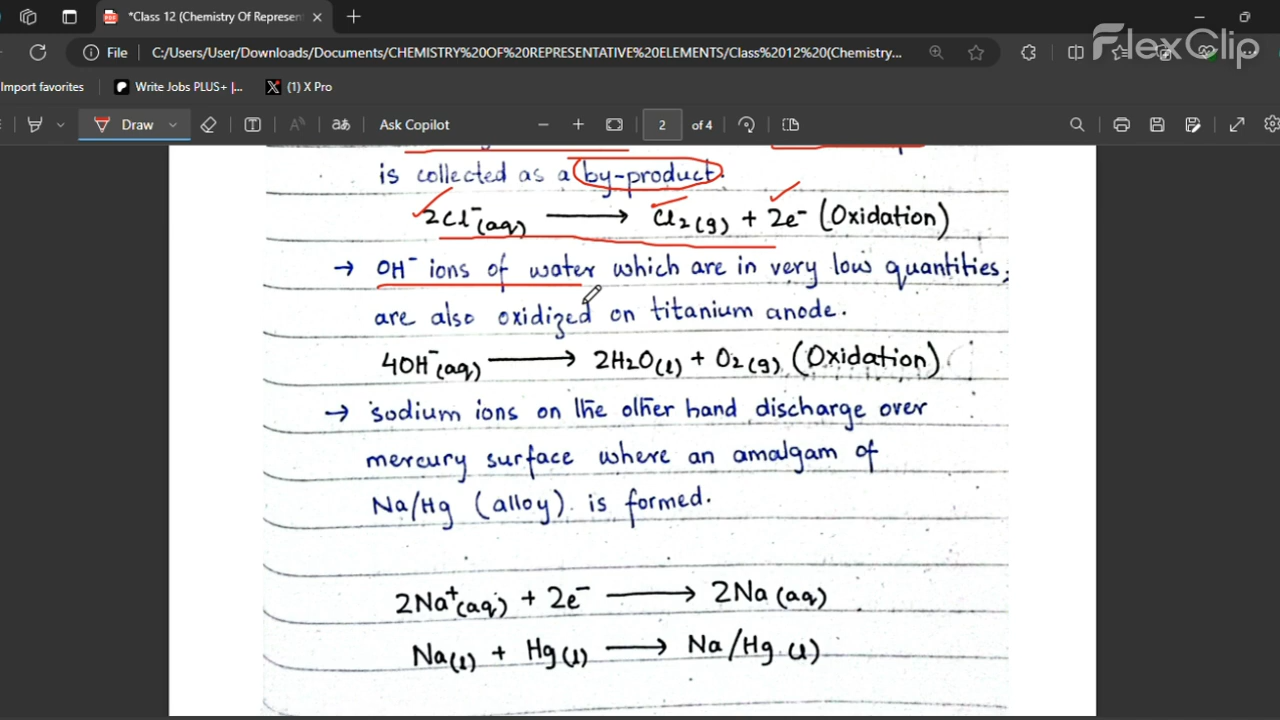 *Class 12 (Chemistry Of Represen
FlexClip
File
C:/Users/User/Downloads/Documents/CHEMISTRY%20OF%20REPRESENTATIVE%20ELEMENTS/Class%2012%20(Chemistry...
Import favorites
Write Jobs PLUS+ |...
(1) X Pro
Draw
Ask Copilot
2
of 4
is collected as a by-product.
2Cl⁻(aq) ⟶ Cl₂(g) + 2e⁻ (Oxidation)
→ OH⁻ ions of water which are in very low quantities,
are also oxidized on titanium anode.
4OH⁻(aq) ⟶ 2H₂O(l) + O₂(g) (Oxidation)
→ sodium ions on the other hand discharge over
mercury surface where an amalgam of
Na/Hg (alloy). is formed.
2Na⁺(aq) + 2e⁻ ⟶ 2Na(aq)
Na(l) + Hg(l) ⟶ Na/Hg (l)